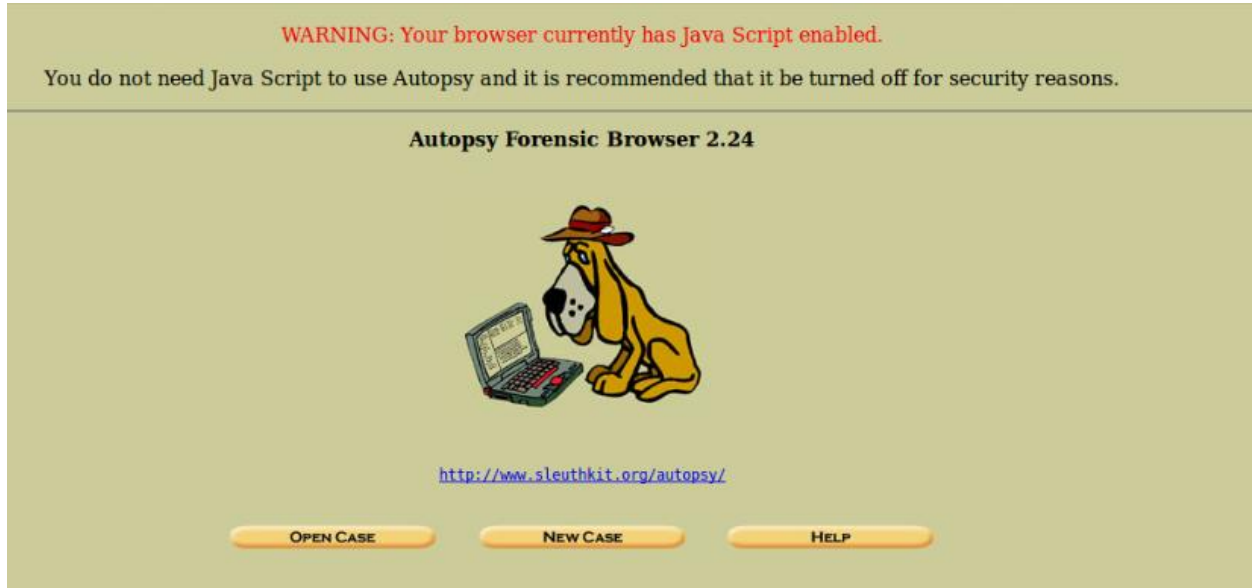 WARNING: Your browser currently has Java Script enabled.
You do not need Java Script to use Autopsy and it is recommended that it be turned off for security reasons.
Autopsy Forensic Browser 2.24
http://www.sleuthkit.org/autopsy/
OPEN CASE
NEW CASE
HELP